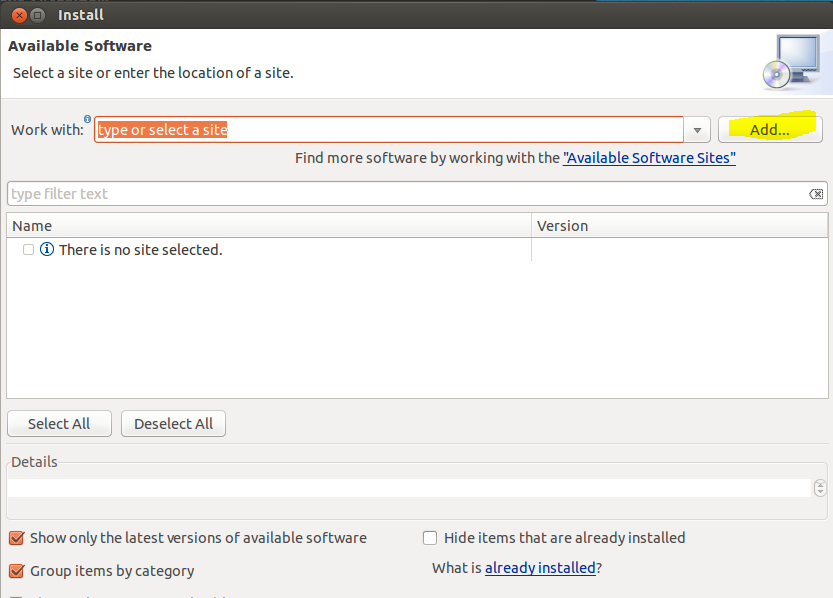 Install
Available Software
Select a site or enter the location of a site.
Work with: type or select a site Add...
Find more software by working with the "Available Software Sites"
type filter text
Name Version
There is no site selected.
Select All Deselect All
Details
Show only the latest versions of available software Hide items that are already installed
Group items by category What is already installed?